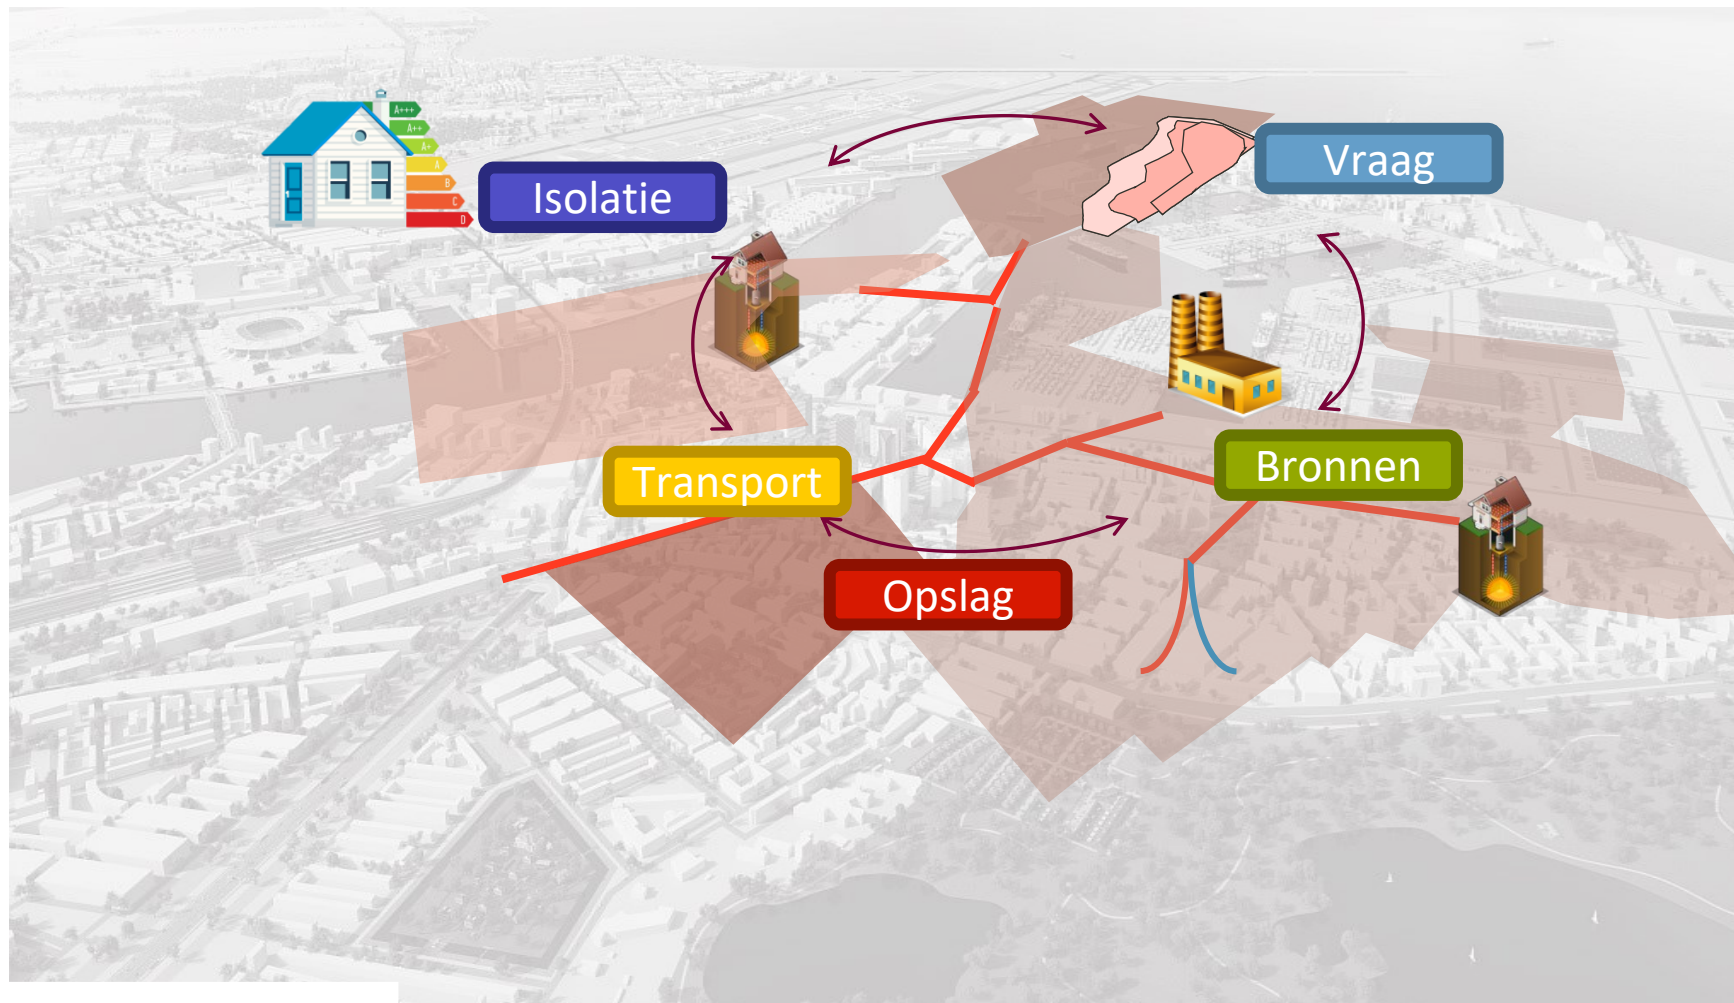 A+++
A++
A+
A
B
C
D
Isolatie
Vraag
Transport
Bronnen
Opslag